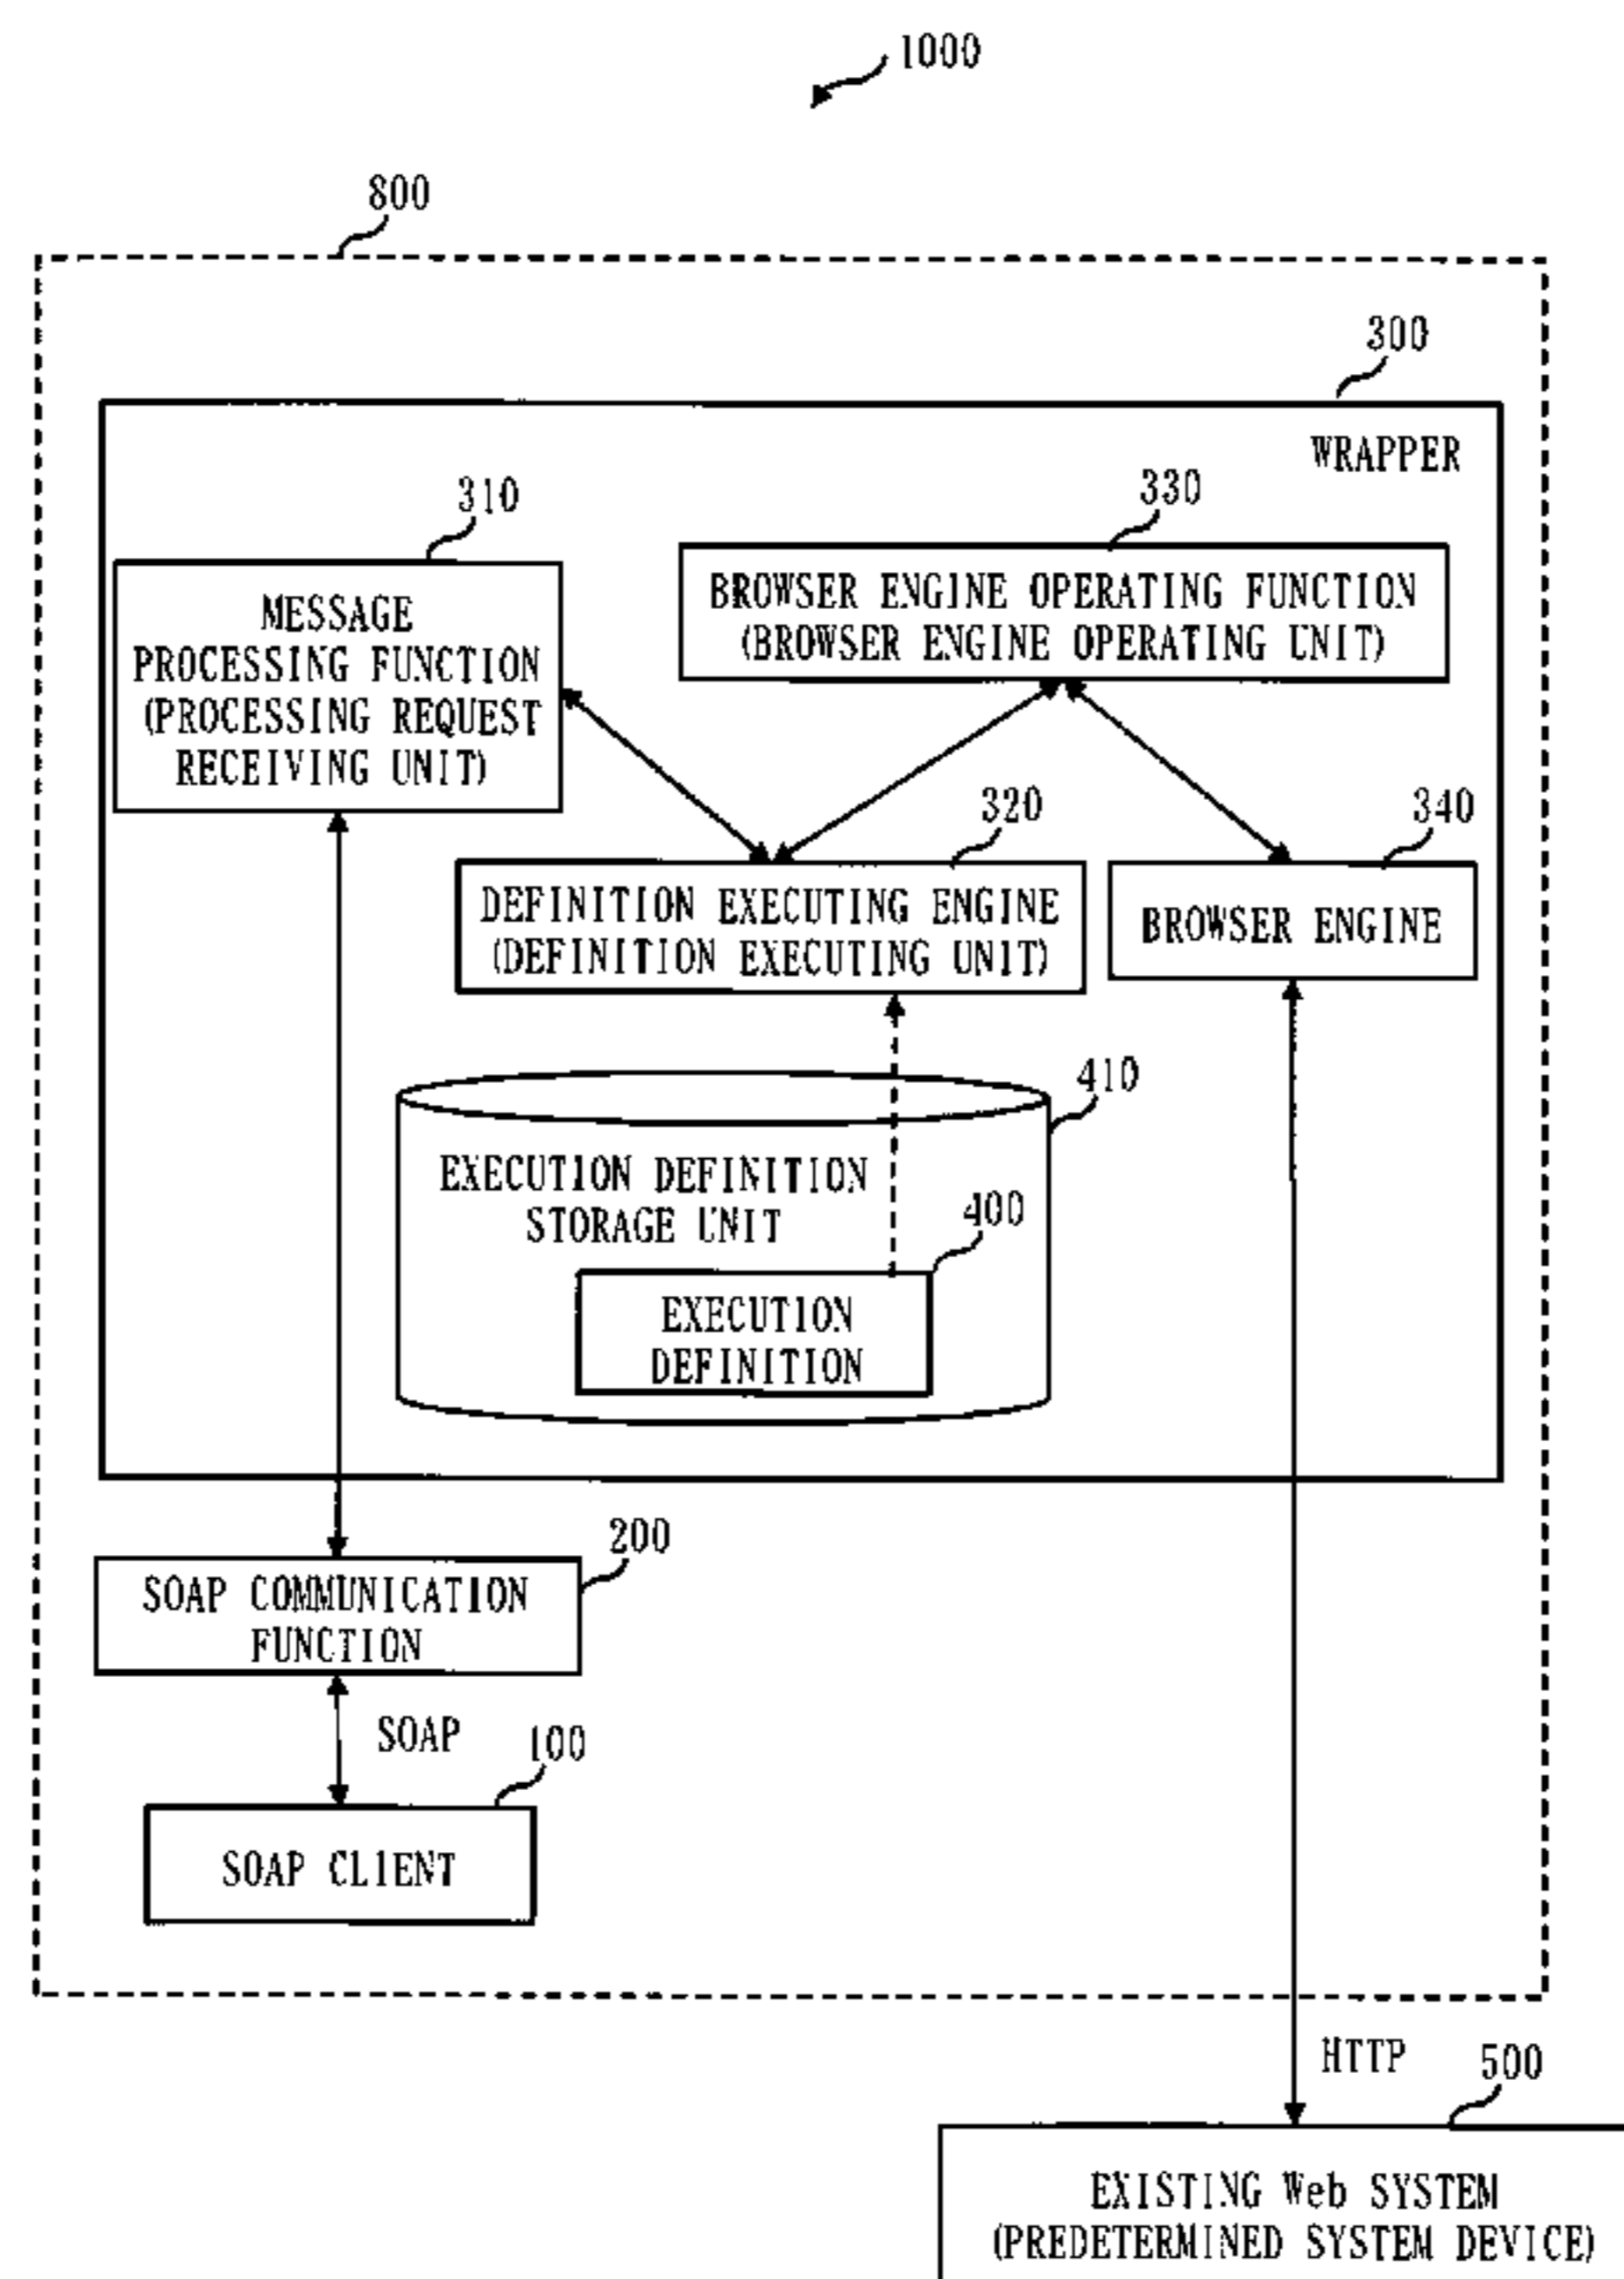 1000
800
300
WRAPPER
310
330
MESSAGE
PROCESSING FUNCTION
(PROCESSING REQUEST
RECEIVING UNIT)
BROWSER ENGINE OPERATING FUNCTION
(BROWSER ENGINE OPERATING UNIT)
320
340
DEFINITION EXECUTING ENGINE
(DEFINITION EXECUTING UNIT)
BROWSER ENGINE
410
EXECUTION DEFINITION
STORAGE UNIT
400
EXECUTION
DEFINITION
200
SOAP COMMUNICATION
FUNCTION
SOAP
100
SOAP CLIENT
HTTP
500
EXISTING Web SYSTEM
(PREDETERMINED SYSTEM DEVICE)